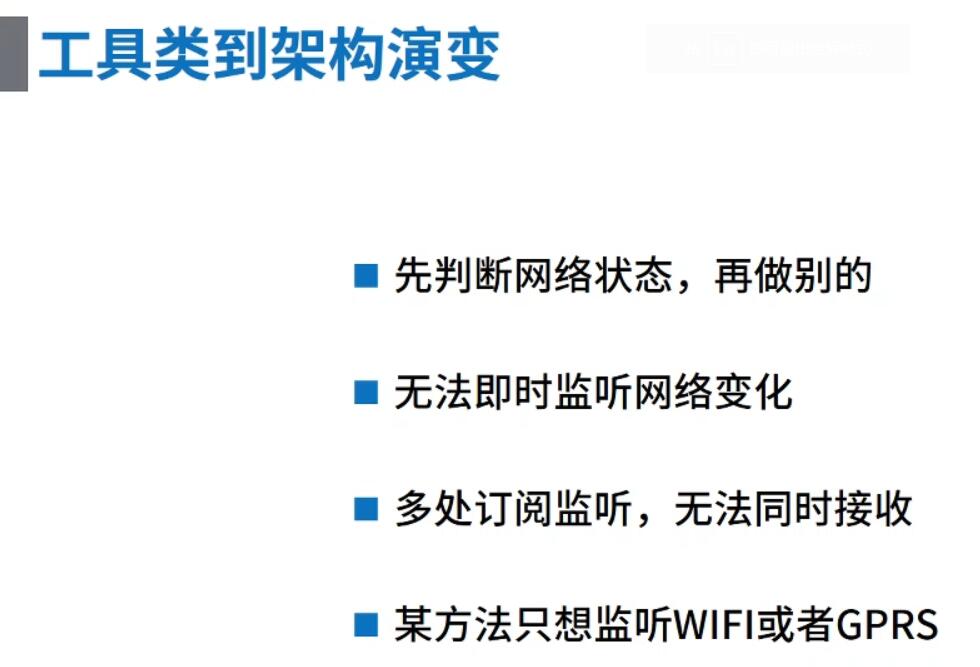 工具类到架构演变
先判断网络状态，再做别的
无法即时监听网络变化
多处订阅监听，无法同时接收
某方法只想监听WIFI或者GPRS